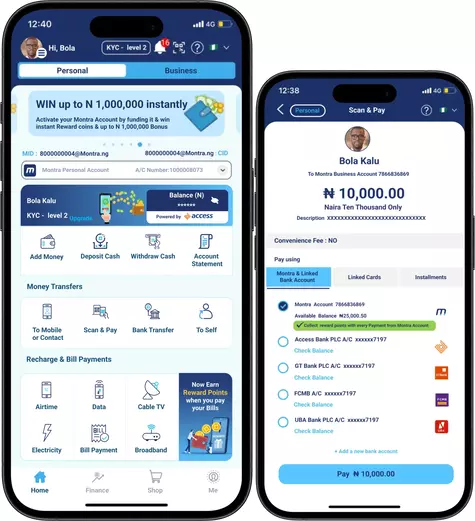 12:40
4G
Hi, Bola
KYC - level 2
16
Personal
Business
WIN up to N 1,000,000 instantly
Activate your Montra Account by funding it & win
instant Reward coins & up to N 1,000,000 Bonus
MID : 8000000004@Montra.ng
8000000004@Montra.ng :CID
m
Montra Personal Account
A/C Number:1000008073
Bola Kalu
KYC - level 2 Upgrade
Balance (N)
******
Powered by access
Add Money
Deposit Cash
Withdraw Cash
Account
Statement
Money Transfers
To Mobile
or Contact
Scan & Pay
Bank Transfer
To Self
Recharge & Bill Payments
Airtime
Data
Cable TV
Electricity
Bill Payment
Broadband
Now Earn
Reward Points
when you pay
your Bills
Home
Finance
Shop
Me
12:38
4G
Personal
Scan & Pay
Bola Kalu
To Montra Business Account 7866836869
₦ 10,000.00
Naira Ten Thousand Only
Description XXXXXXXXXXXXXXXXXXXXXXXXXXXXX
Convenience Fee : NO
Pay using
Montra & Linked
Bank Account
Linked Cards
Installments
Montra Account 7866836869
Available Balance ₦25,000.50
Collect reward points with every Payment from Montra Account
m
Access Bank PLC A/C xxxxxx7197
Check Balance
GT Bank PLC A/C xxxxxx7197
Check Balance
FCMB A/C xxxxxx7197
Check Balance
UBA Bank PLC A/C xxxxxx7197
Check Balance
+ Add a new bank account
Pay ₦ 10,000.00